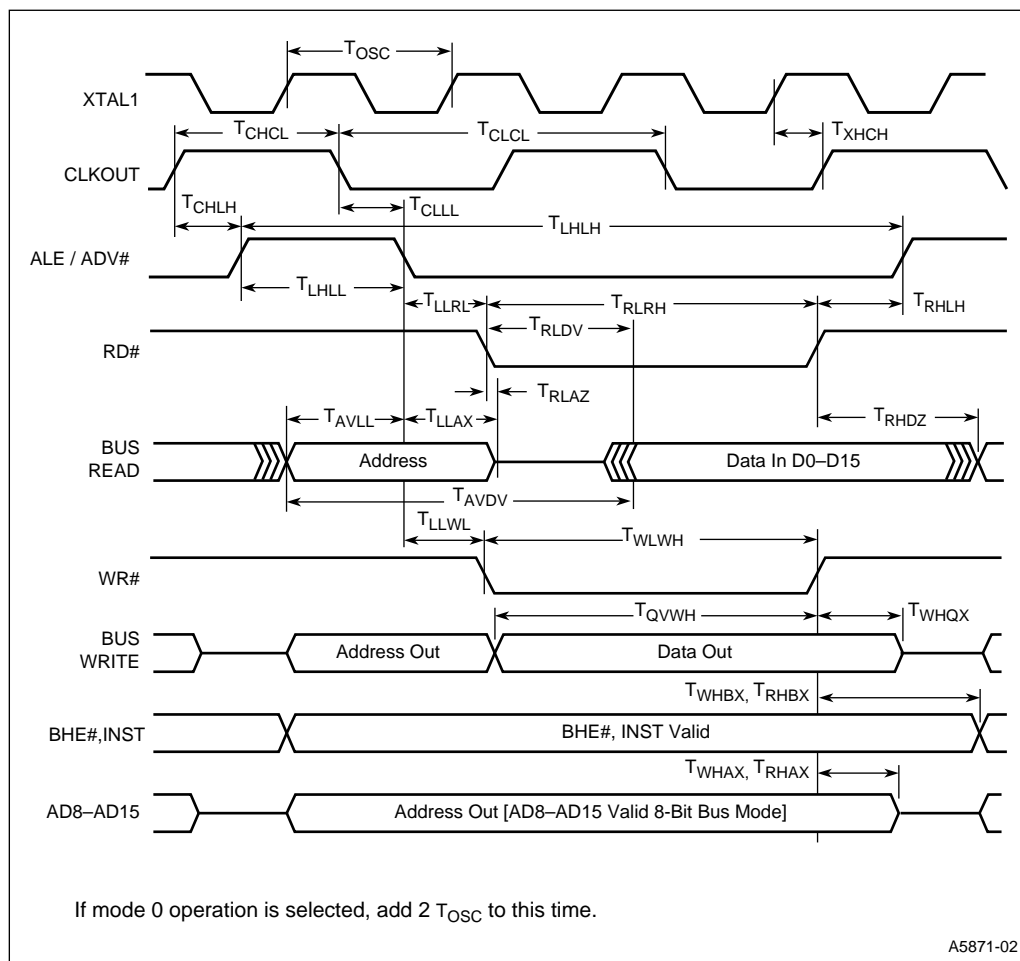 TOSC
XTAL1
TCHCL
TCLCL
TXHCH
CLKOUT
TCHLH
TCLLL
TLHLH
ALE / ADV#
TLHLL
TLLRL
TRLRH
TRHLH
TRLDV
RD#
TRLAZ
TAVLL
TLLAX
TRHDZ
BUS
READ
Address
Data In D0–D15
TAVDV
TLLWL
TWLWH
WR#
TQVWH
TWHQX
BUS
WRITE
Address Out
Data Out
TWHBX, TRHBX
BHE#,INST
BHE#, INST Valid
TWHAX, TRHAX
AD8–AD15
Address Out [AD8–AD15 Valid 8-Bit Bus Mode]
If mode 0 operation is selected, add 2 TOSC to this time.
A5871-02